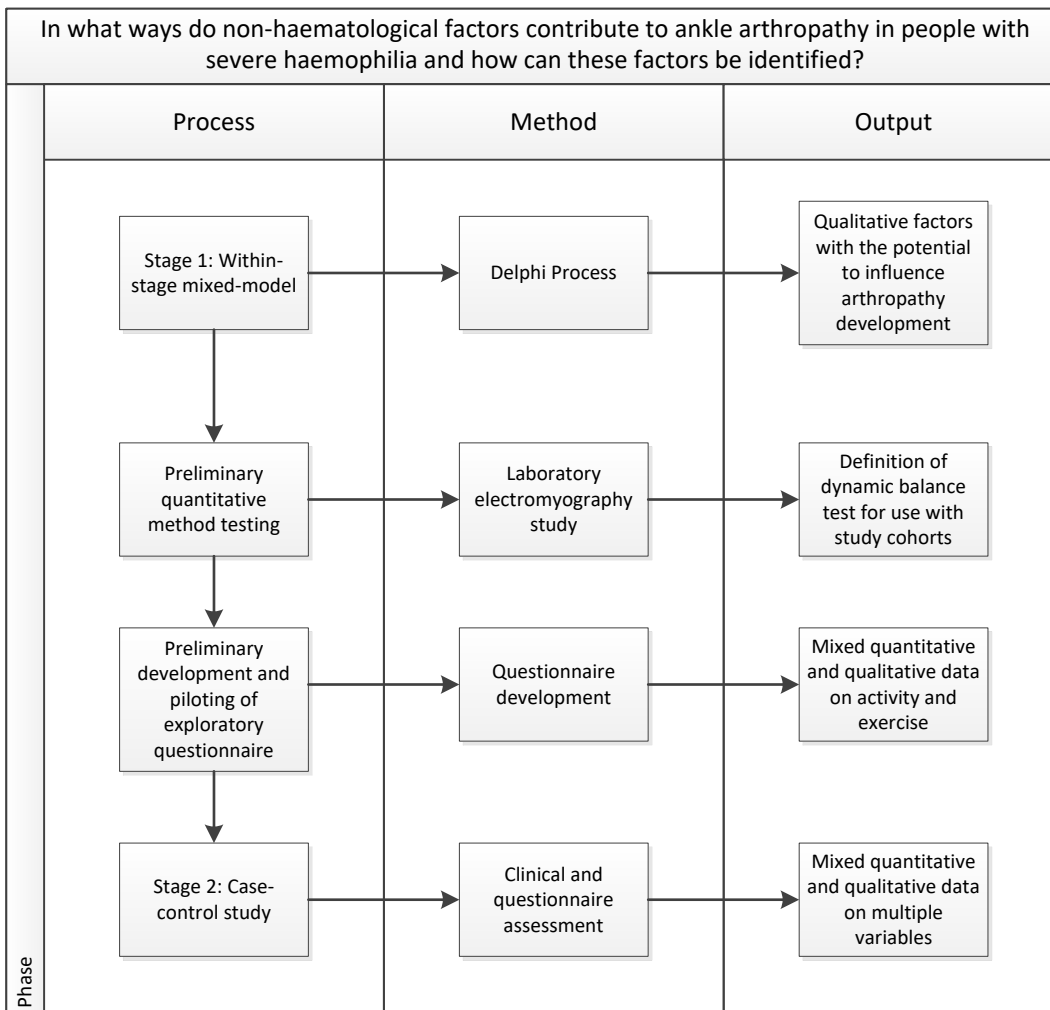 In what ways do non-haematological factors contribute to ankle arthropathy in people with
severe haemophilia and how can these factors be identified?
Process
Method
Output
Stage 1: Within-
stage mixed-model
Delphi Process
Qualitative factors
with the potential
to influence
arthropathy
development
Preliminary
quantitative
method testing
Laboratory
electromyography
study
Definition of
dynamic balance
test for use with
study cohorts
Preliminary
development and
piloting of
exploratory
questionnaire
Questionnaire
development
Mixed quantitative
and qualitative data
on activity and
exercise
Stage 2: Case-
control study
Clinical and
questionnaire
assessment
Mixed quantitative
and qualitative data
on multiple
variables
Phase